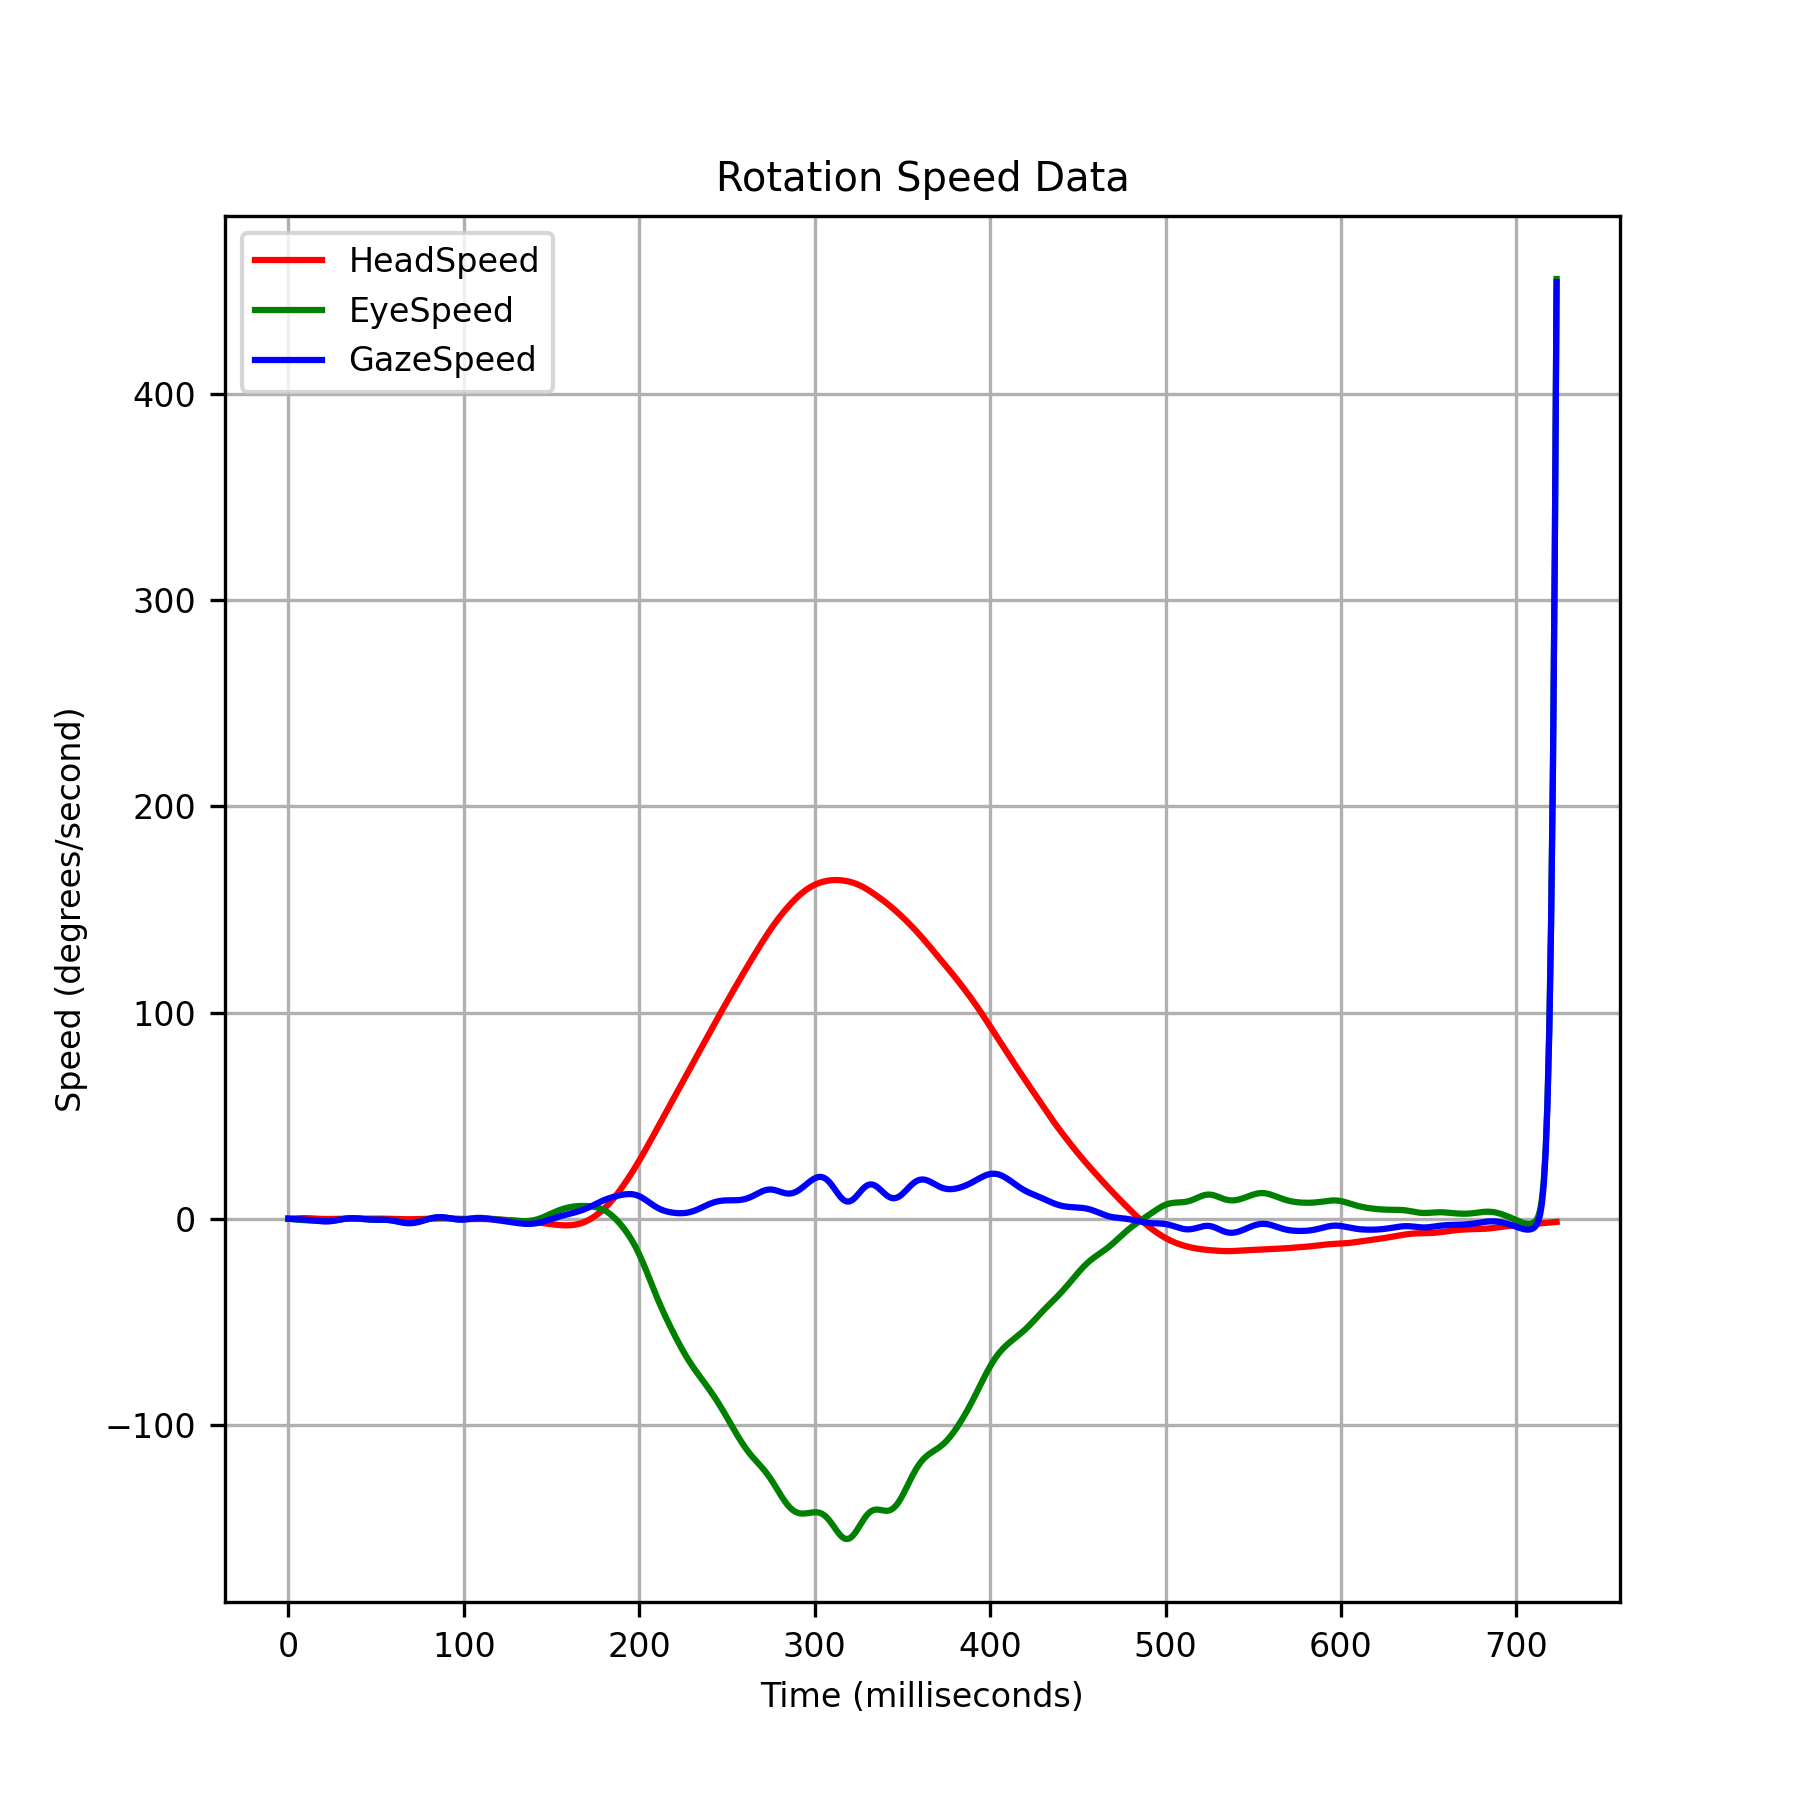 Rotation Speed Data
HeadSpeed
EyeSpeed
GazeSpeed
400
300
200
100
0
−100
Speed (degrees/second)
0 100 200 300 400 500 600 700
Time (milliseconds)